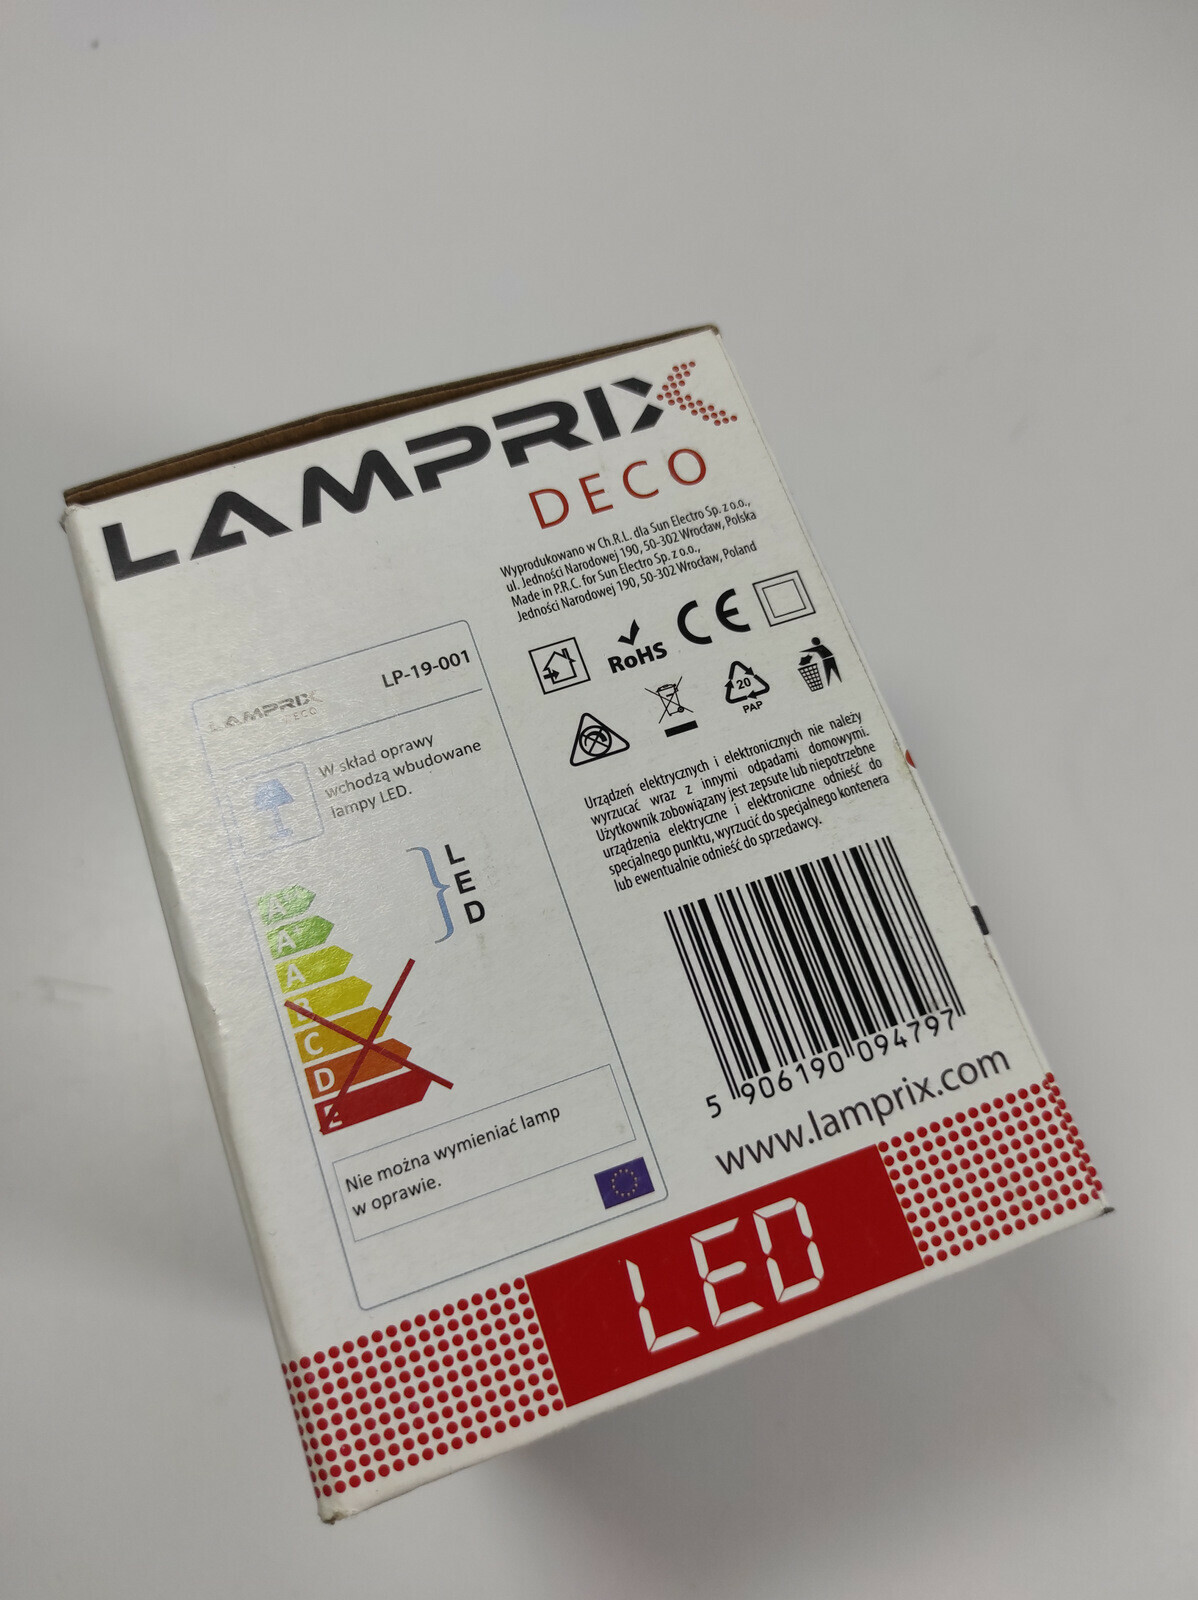 LAMPRIX
DECO
Wyprodukowano w Ch.R.L. dla Sun Electro Sp. z o.o.,
ul. Jedności Narodowej 190, 50-302 Wrocław, Polska
Made in P.R.C. for Sun Electro Sp. z o.o.,
Jedności Narodowej 190, 50-302 Wrocław, Poland
RoHS
CE
20
PAP
Urządzeń elektrycznych i elektronicznych nie należy
wyrzucać wraz z innymi odpadami domowymi.
Użytkownik zobowiązany jest zepsute lub niepotrzebne
urządzenia elektryczne i elektroniczne odnieść do
specjalnego punktu, wyrzucić do specjalnego kontenera
lub ewentualnie odnieść do sprzedawcy.
5 906190 094797
www.lamprix.com
LAMPRIX
DECO
LP-19-001
W skład oprawy
wchodzą wbudowane
lampy LED.
A++
A+
A
B
C
D
E
L
E
D
Nie można wymieniać lamp
w oprawie.
LED